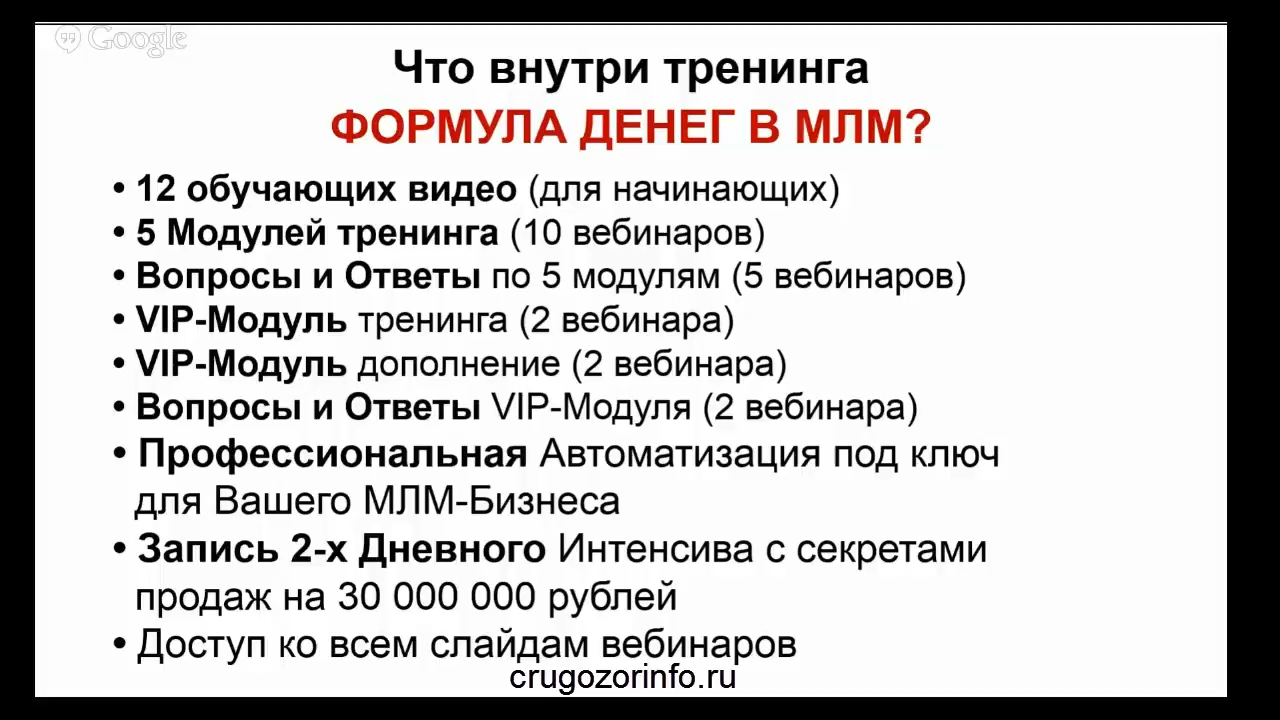 Google
Что внутри тренинга
ФОРМУЛА ДЕНЕГ В МЛМ?
• 12 обучающих видео (для начинающих)
• 5 Модулей тренинга (10 вебинаров)
• Вопросы и Ответы по 5 модулям (5 вебинаров)
• VIP-Модуль тренинга (2 вебинара)
• VIP-Модуль дополнение (2 вебинара)
• Вопросы и Ответы VIP-Модуля (2 вебинара)
• Профессиональная Автоматизация под ключ
для Вашего МЛМ-Бизнеса
• Запись 2-х Дневного Интенсива с секретами
продаж на 30 000 000 рублей
• Доступ ко всем слайдам вебинаров
crugozorinfo.ru